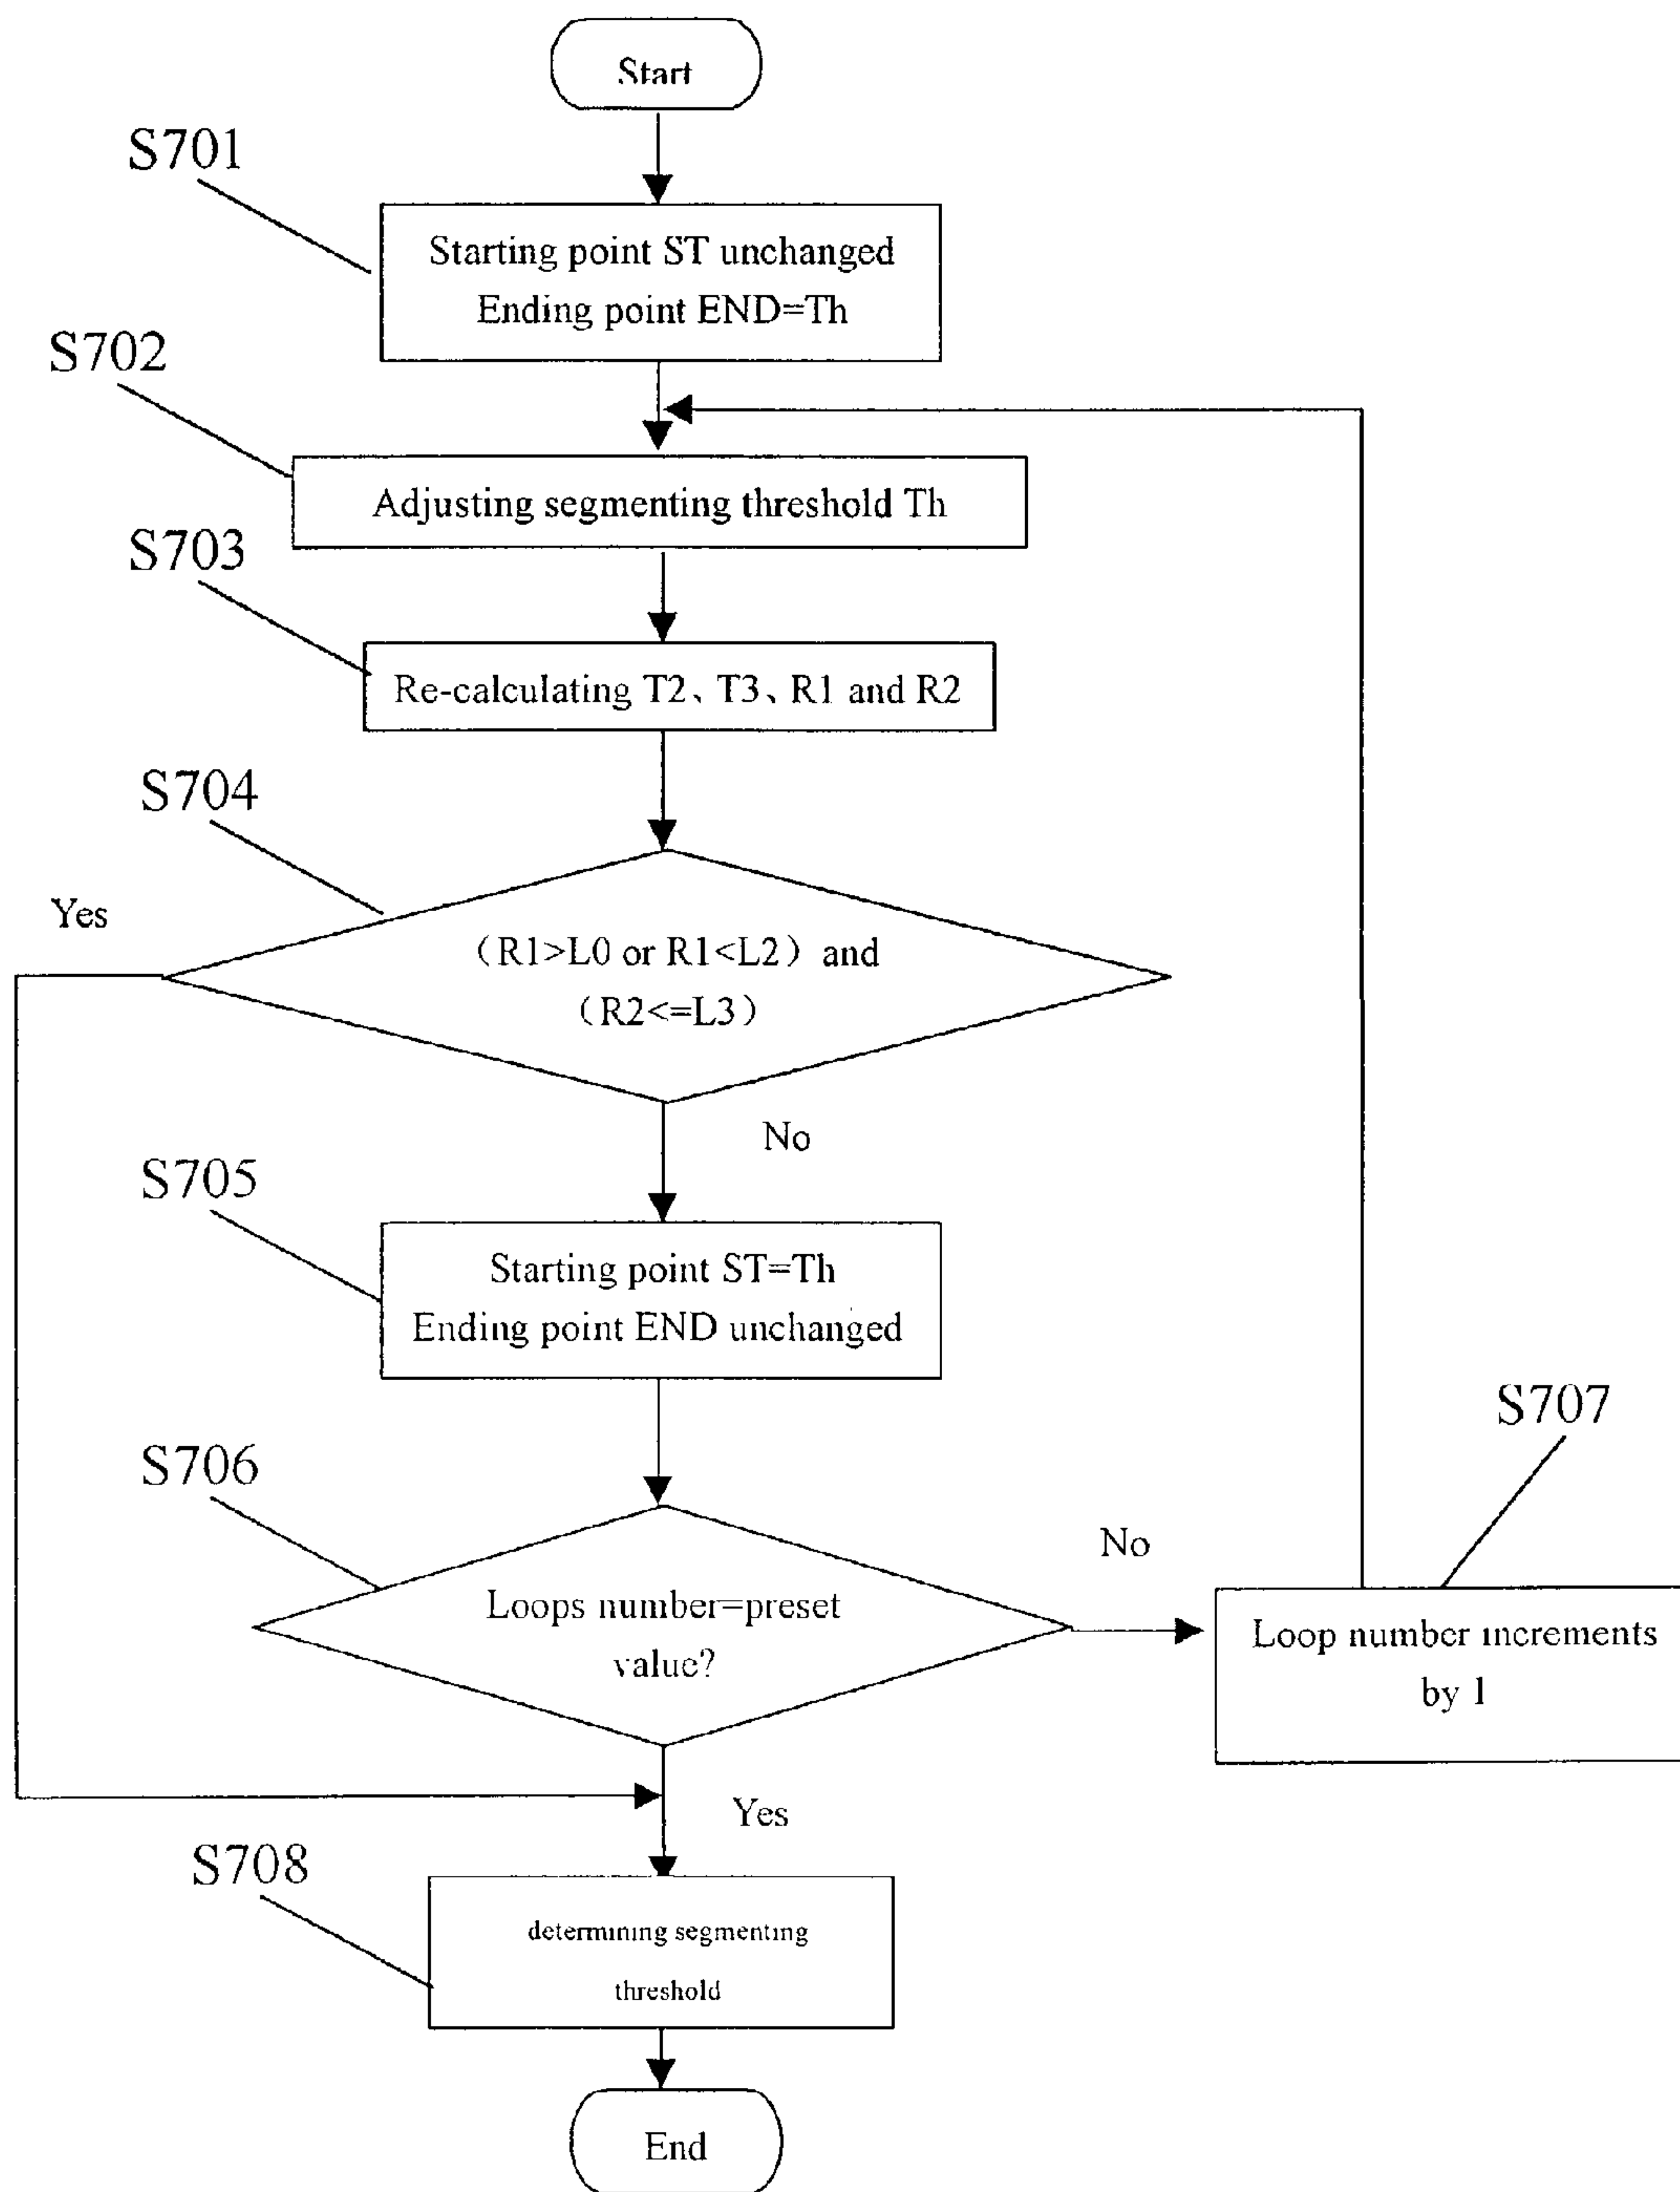 Start
S701
Starting point ST unchanged
Ending point END=Th
S702
Adjusting segmenting threshold Th
S703
Re-calculating T2、T3、R1 and R2
S704
Yes
（R1>L0 or R1<L2）and
（R2<=L3）
No
S705
Starting point ST=Th
Ending point END unchanged
S707
S706
No
Loops number=preset
value?
Loop number increments
by 1
Yes
S708
determining segmenting
threshold
End